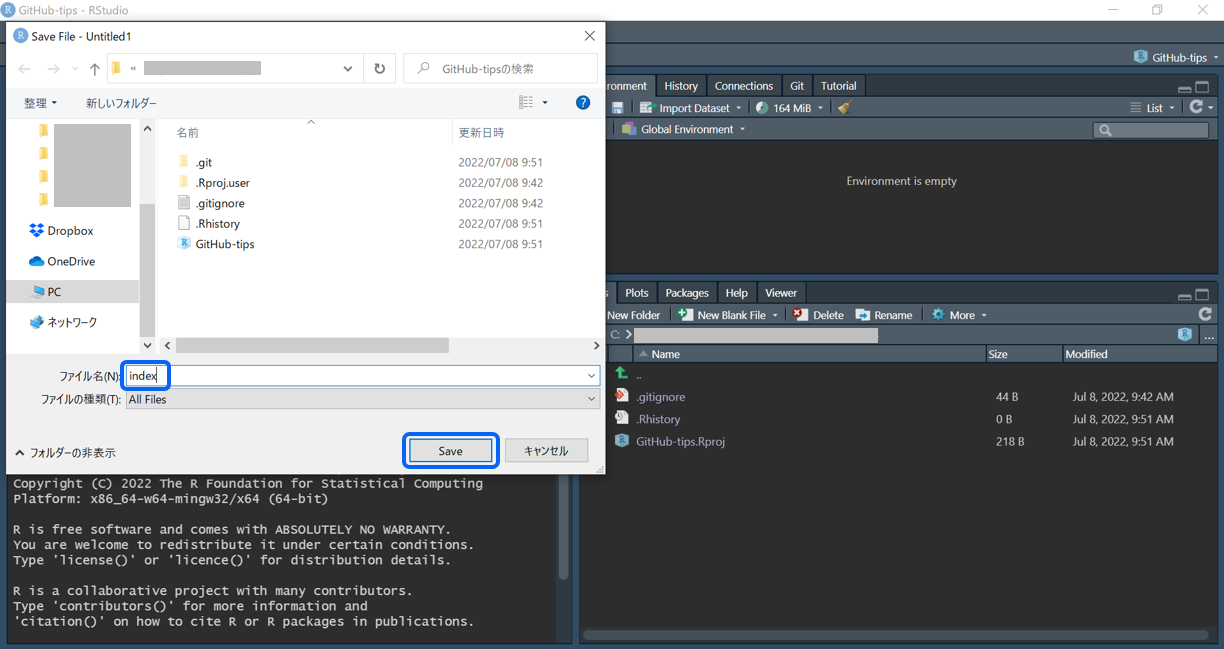 GitHub-tips - RStudio
Save File - Untitled1
«
GitHub-tipsの検索
整理
新しいフォルダー
?
名前
更新日時
.git 2022/07/08 9:51
.Rproj.user 2022/07/08 9:42
.gitignore 2022/07/08 9:42
.Rhistory 2022/07/08 9:51
GitHub-tips 2022/07/08 9:51
Dropbox
OneDrive
PC
ネットワーク
ファイル名(N): index
ファイルの種類(T): All Files
フォルダーの非表示
Save
キャンセル
GitHub-tips
ronment History Connections Git Tutorial
Import Dataset 164 MiB List
Global Environment
Environment is empty
s Plots Packages Help Viewer
New Folder New Blank File Delete Rename More
C: ...
Name Size Modified
..
.gitignore 44 B Jul 8, 2022, 9:42 AM
.Rhistory 0 B Jul 8, 2022, 9:51 AM
GitHub-tips.Rproj 218 B Jul 8, 2022, 9:51 AM
Copyright (C) 2022 The R Foundation for Statistical Computing
Platform: x86_64-w64-mingw32/x64 (64-bit)
R is free software and comes with ABSOLUTELY NO WARRANTY.
You are welcome to redistribute it under certain conditions.
Type 'license()' or 'licence()' for distribution details.
R is a collaborative project with many contributors.
Type 'contributors()' for more information and
'citation()' on how to cite R or R packages in publications.